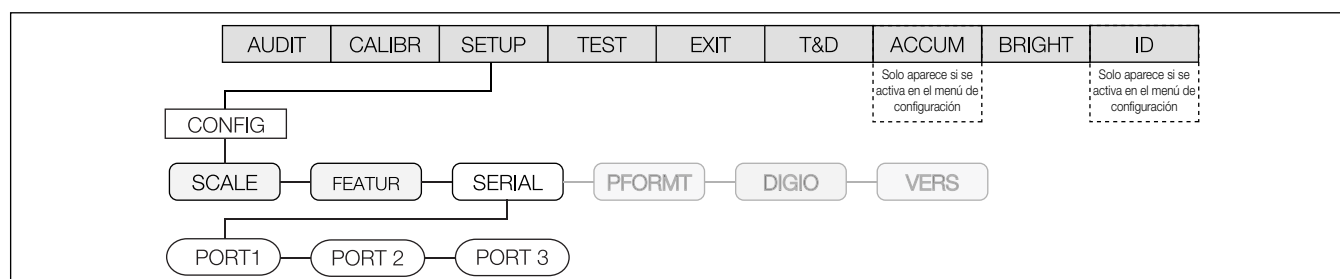 AUDIT CALIBR SETUP TEST EXIT T&D ACCUM BRIGHT ID
Solo aparece si se
activa en el menú de
configuración
Solo aparece si se
activa en el menú de
configuración
CONFIG
SCALE FEATUR SERIAL PFORMT DIGIO VERS
PORT1 PORT 2 PORT 3